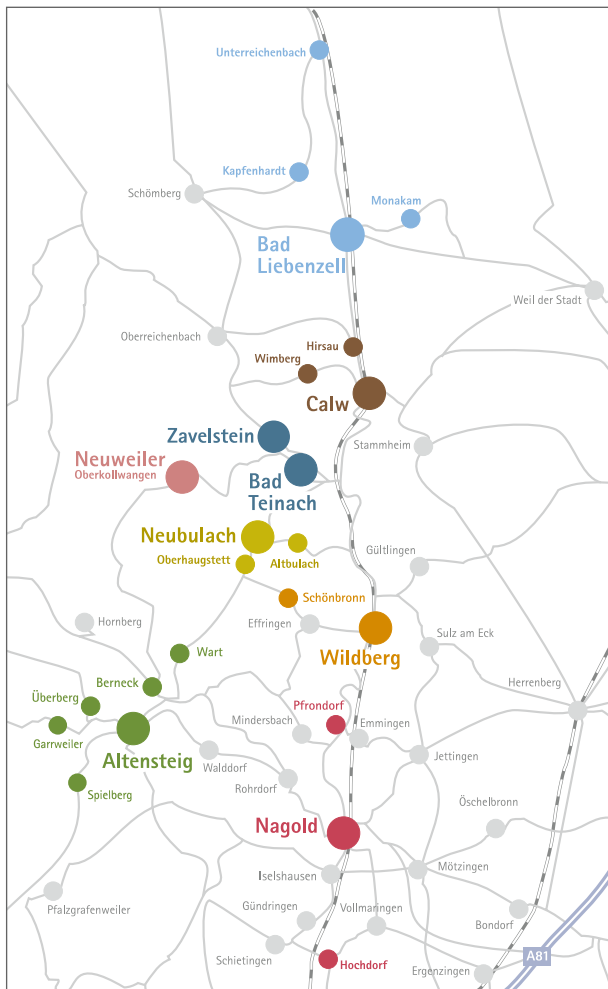 Unterreichenbach
Kapfenhardt
Schömberg
Monakam
Bad
Liebenzell
Weil der Stadt
Oberreichenbach
Hirsau
Wimberg
Calw
Zavelstein
Stammheim
Neuweiler
Oberkollwangen
Bad
Teinach
Neubulach
Oberhaugstett
Altbulach
Gültlingen
Schönbronn
Hornberg
Effringen
Sulz am Eck
Wart
Wildberg
Berneck
Überberg
Herrenberg
Pfrondorf
Garrweiler
Mindersbach
Emmingen
Altensteig
Walddorf
Jettingen
Spielberg
Rohrdorf
Öschelbronn
Nagold
Iselshausen
Mötzingen
Pfalzgrafenweiler
Gündringen
Vollmaringen
Bondorf
Schietingen
Hochdorf
A81
Ergenzingen